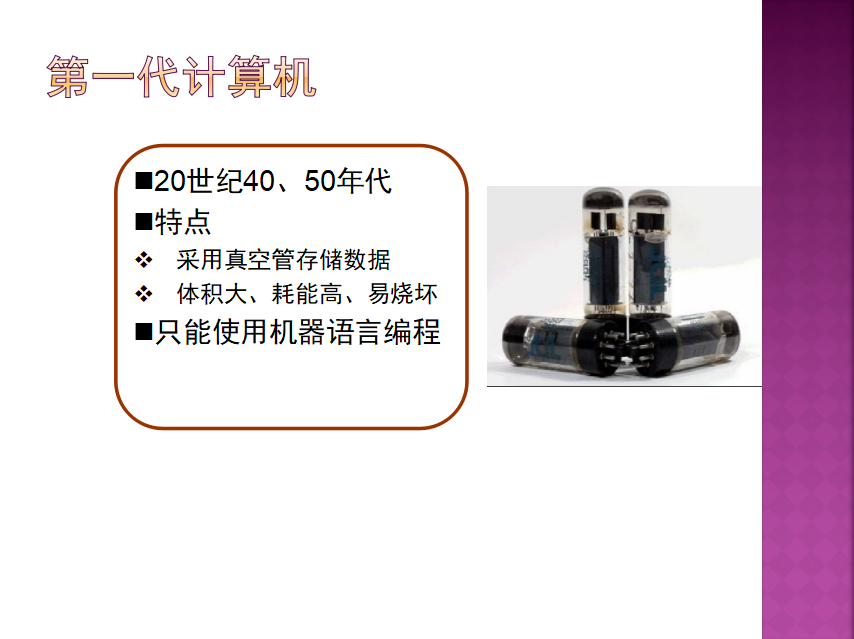 第一代计算机
■20世纪40、50年代
■特点
❖ 采用真空管存储数据
❖ 体积大、耗能高、易烧坏
■只能使用机器语言编程